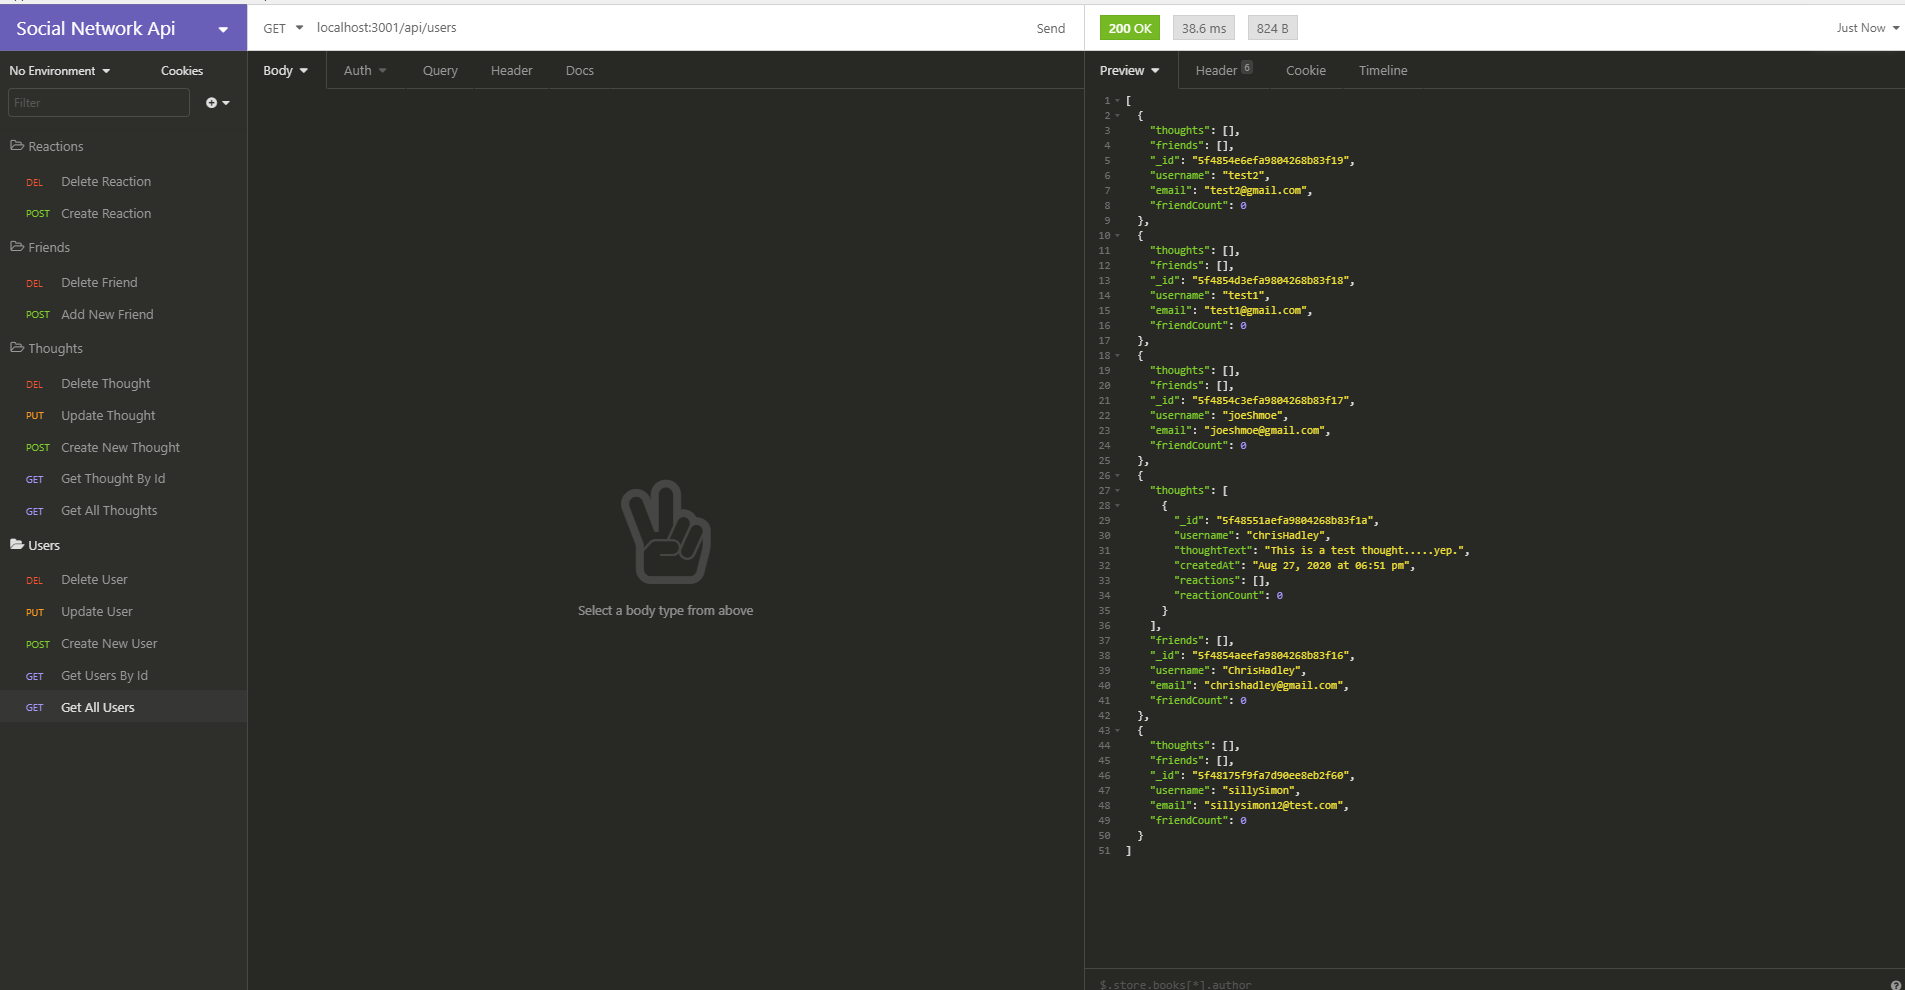 Social Network Api
GET localhost:3001/api/users Send
200 OK 38.6 ms 824 B Just Now
No Environment Cookies
Filter
Reactions
DEL Delete Reaction
POST Create Reaction
Friends
DEL Delete Friend
POST Add New Friend
Thoughts
DEL Delete Thought
PUT Update Thought
POST Create New Thought
GET Get Thought By Id
GET Get All Thoughts
Users
DEL Delete User
PUT Update User
POST Create New User
GET Get Users By Id
GET Get All Users
Body Auth Query Header Docs
Select a body type from above
Preview Header 6 Cookie Timeline
1 [
2 {
3 "thoughts": [],
4 "friends": [],
5 "_id": "5f4854e6efa9804268b83f19",
6 "username": "test2",
7 "email": "test2@gmail.com",
8 "friendCount": 0
9 },
10 {
11 "thoughts": [],
12 "friends": [],
13 "_id": "5f4854d3efa9804268b83f18",
14 "username": "test1",
15 "email": "test1@gmail.com",
16 "friendCount": 0
17 },
18 {
19 "thoughts": [],
20 "friends": [],
21 "_id": "5f4854c3efa9804268b83f17",
22 "username": "joeShmoe",
23 "email": "joeshmoe@gmail.com",
24 "friendCount": 0
25 },
26 {
27 "thoughts": [
28 {
29 "_id": "5f48551aefa9804268b83f1a",
30 "username": "chrisHadley",
31 "thoughtText": "This is a test thought.....yep.",
32 "createdAt": "Aug 27, 2020 at 06:51 pm",
33 "reactions": [],
34 "reactionCount": 0
35 }
36 ],
37 "friends": [],
38 "_id": "5f4854aeefa9804268b83f16",
39 "username": "ChrisHadley",
40 "email": "chrishadley@gmail.com",
41 "friendCount": 0
42 },
43 {
44 "thoughts": [],
45 "friends": [],
46 "_id": "5f48175f9fa7d90ee8eb2f60",
47 "username": "sillySimon",
48 "email": "sillysimon12@test.com",
49 "friendCount": 0
50 }
51 ]
$.store.books[*].author